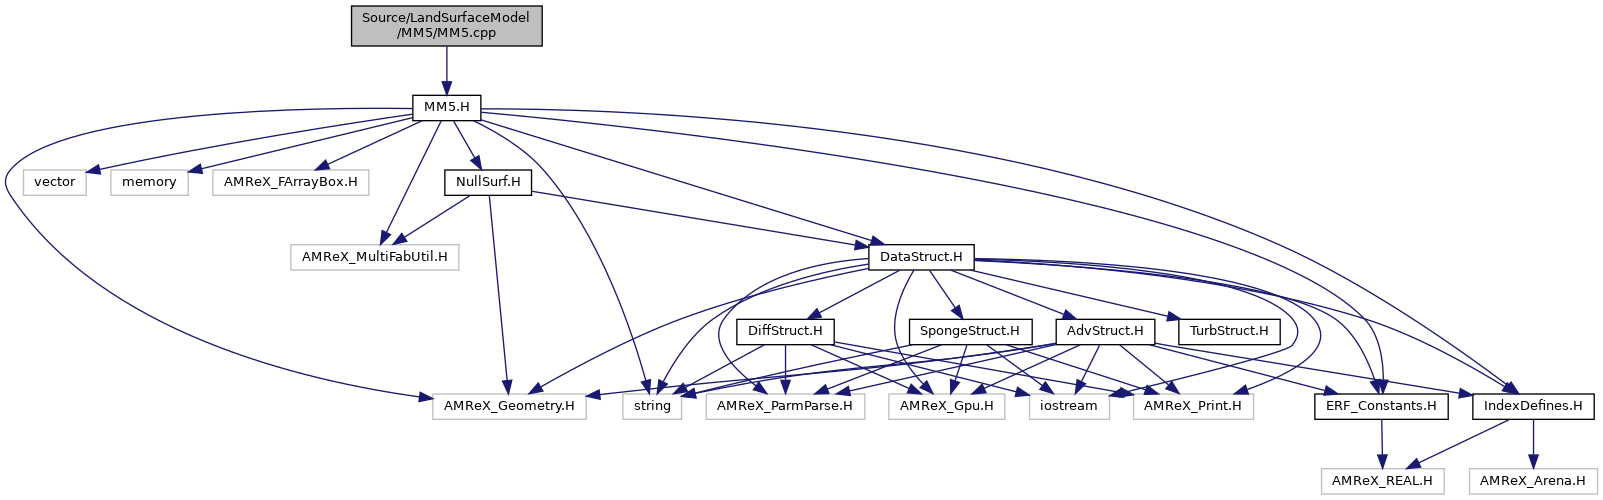 Source/LandSurfaceModel
/MM5/MM5.cpp
MM5.H
vector
memory
AMReX_FArrayBox.H
NullSurf.H
AMReX_MultiFabUtil.H
DataStruct.H
DiffStruct.H
SpongeStruct.H
AdvStruct.H
TurbStruct.H
AMReX_Geometry.H
string
AMReX_ParmParse.H
AMReX_Gpu.H
iostream
AMReX_Print.H
ERF_Constants.H
IndexDefines.H
AMReX_REAL.H
AMReX_Arena.H